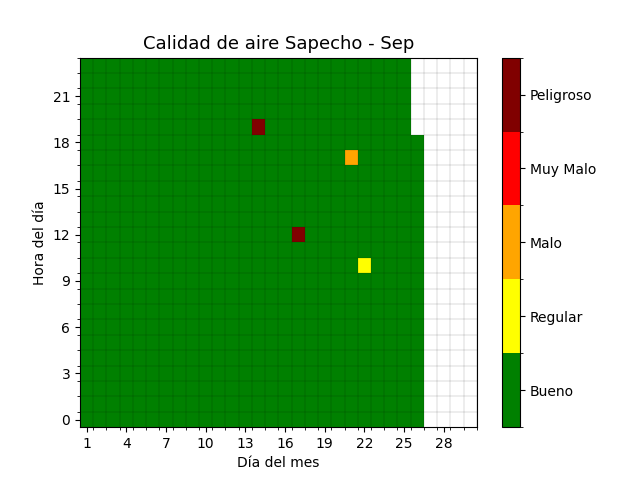 Calidad de aire Sapecho - Sep
Hora del día
21
18
15
12
9
6
3
0
1 4 7 10 13 16 19 22 25 28
Día del mes
Peligroso
Muy Malo
Malo
Regular
Bueno